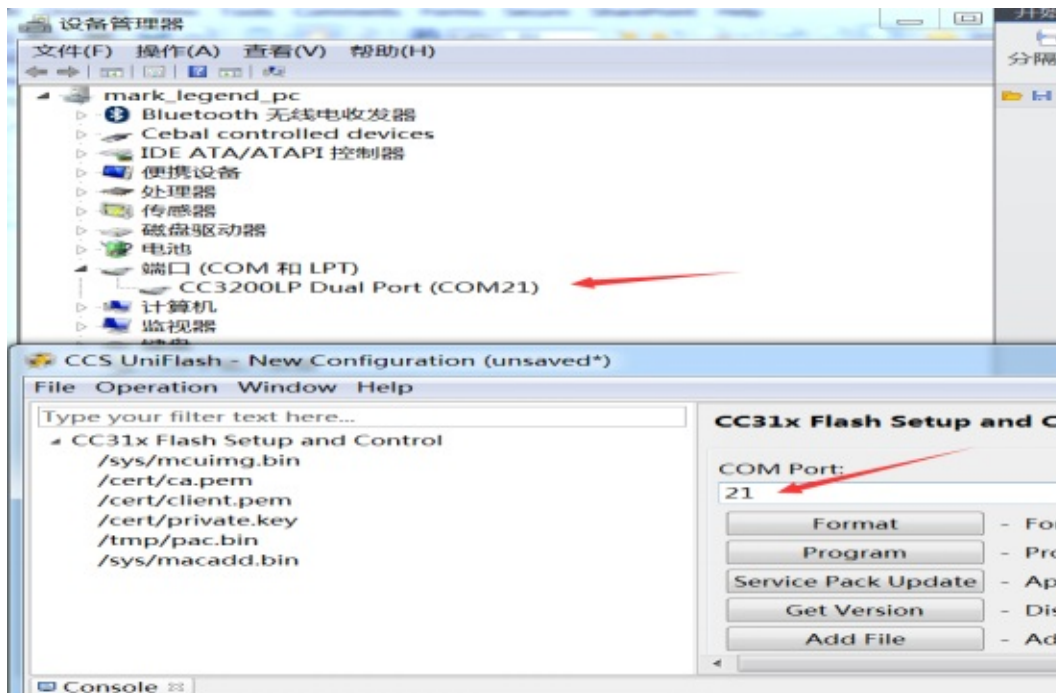 设备管理器
文件(F) 操作(A) 查看(V) 帮助(H)
mark_legend_pc
Bluetooth 无线电收发器
Cebal controlled devices
IDE ATA/ATAPI 控制器
便携设备
处理器
传感器
磁盘驱动器
电池
端口 (COM 和 LPT)
CC3200LP Dual Port (COM21)
计算机
监视器
分隔
CCS UniFlash - New Configuration (unsaved*)
File Operation Window Help
Type your filter text here...
CC31x Flash Setup and Control
/sys/mcuimg.bin
/cert/ca.pem
/cert/client.pem
/cert/private.key
/tmp/pac.bin
/sys/macadd.bin
CC31x Flash Setup and C
COM Port:
21
Format - For
Program - Pro
Service Pack Update - Ap
Get Version - Dis
Add File - Ad
Console